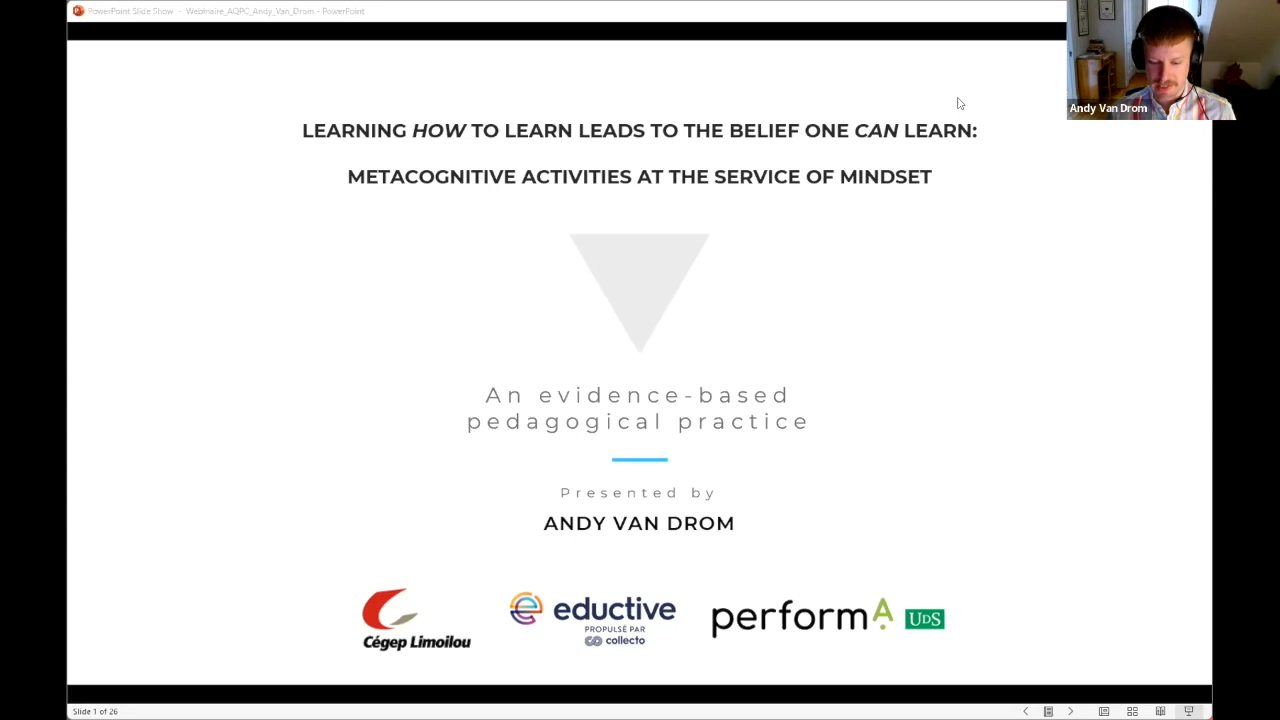 PowerPoint Slide Show - Webinaire_AQPC_Andy_Van_Drom - PowerPoint
Andy Van Drom
LEARNING HOW TO LEARN LEADS TO THE BELIEF ONE CAN LEARN:
METACOGNITIVE ACTIVITIES AT THE SERVICE OF MINDSET
An evidence-based
pedagogical practice
Presented by
ANDY VAN DROM
Cégep Limoilou
eductive
PROPULSÉ PAR
collecto
performA
UdS
Slide 1 of 26